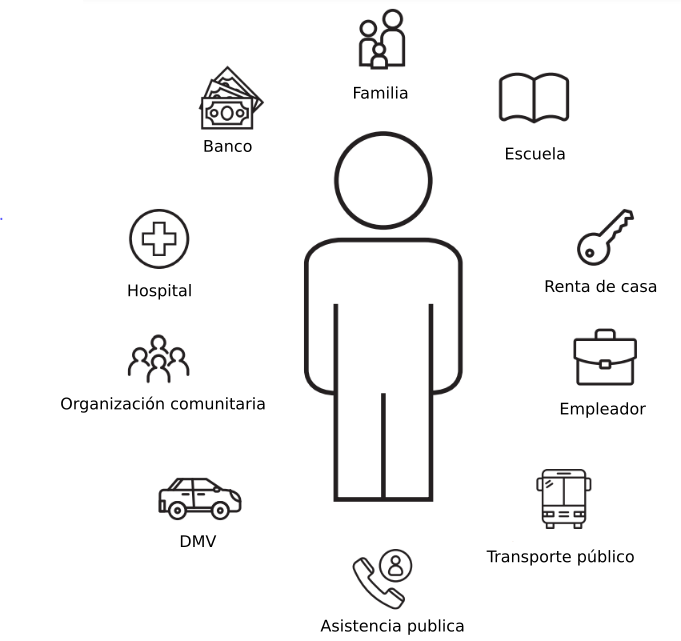 Familia
Banco
Escuela
Hospital
Renta de casa
Organización comunitaria
Empleador
DMV
Transporte público
Asistencia publica